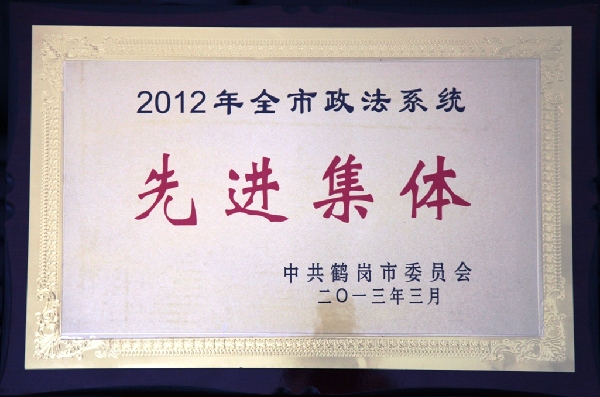 2012年全市政法系统
先进集体
中共鹤岗市委员会
二〇一三年三月